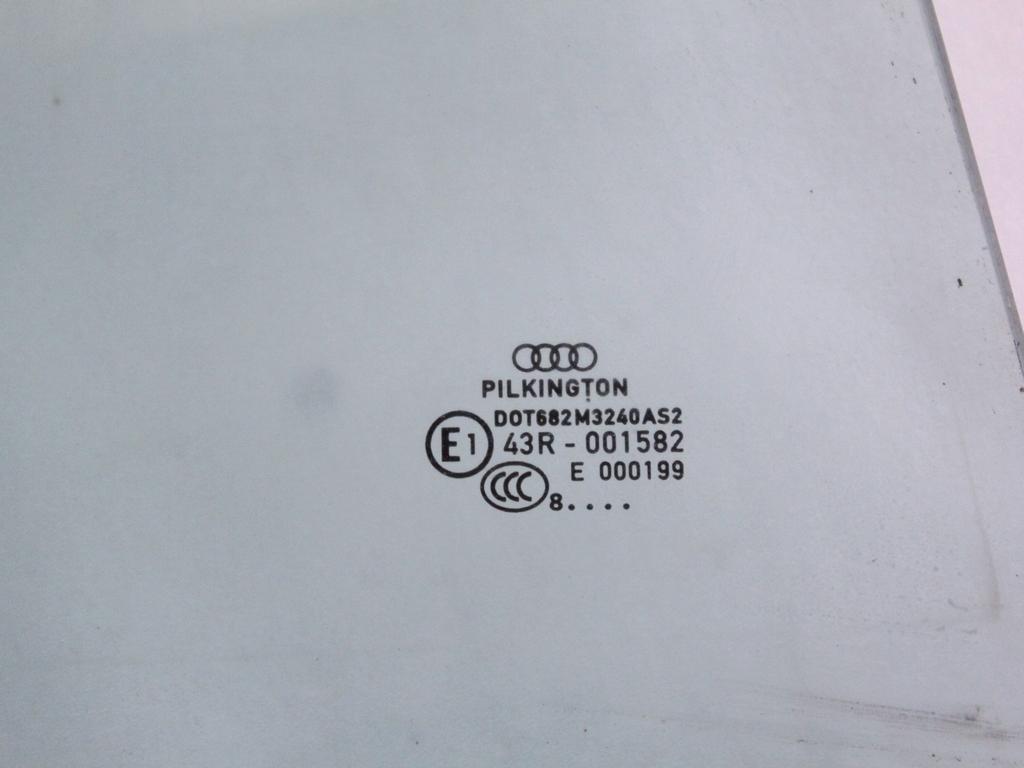 PILKINGTON
DOT682M3240AS2
E1 43R - 001582
E 000199
CCC 8....